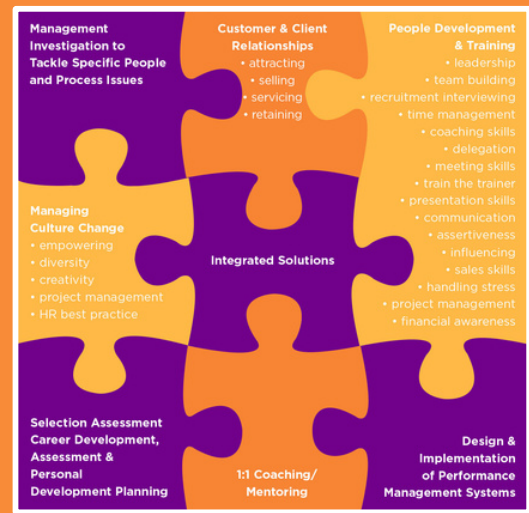 Management
Investigation to
Tackle Specific People
and Process Issues
Customer & Client
Relationships
• attracting
• selling
• servicing
• retaining
People Development
& Training
• leadership
• team building
• recruitment interviewing
• time management
• coaching skills
• delegation
• meeting skills
• train the trainer
• presentation skills
• communication
• assertiveness
• influencing
• sales skills
• handling stress
• project management
• financial awareness
Managing
Culture Change
• empowering
• diversity
• creativity
• project management
• HR best practice
Integrated Solutions
Selection Assessment
Career Development,
Assessment &
Personal
Development Planning
1:1 Coaching/
Mentoring
Design &
Implementation
of Performance
Management Systems